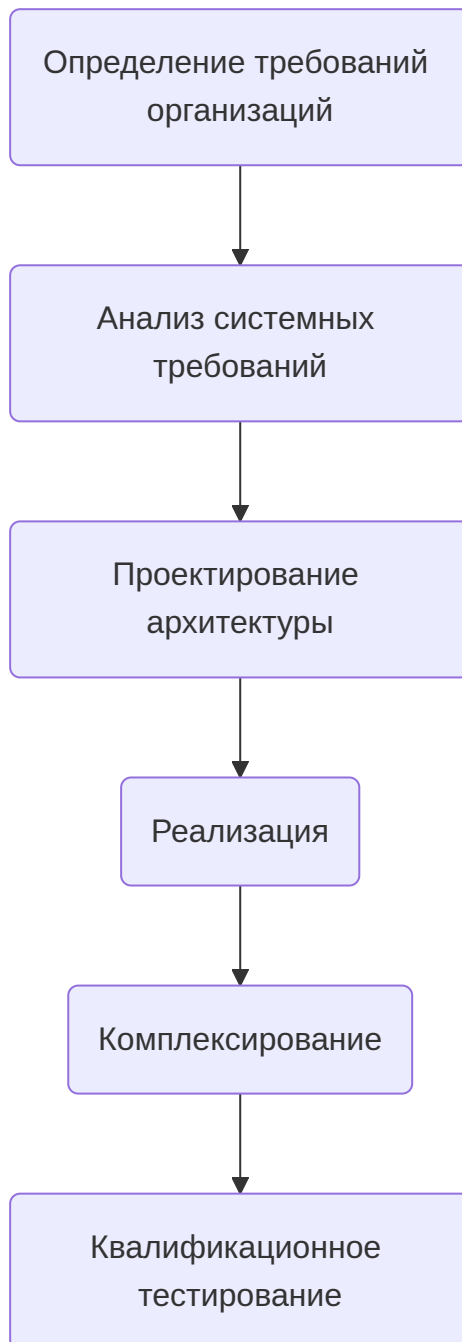 Определение требований
организаций
Анализ системных
требований
Проектирование
архитектуры
Реализация
Комплексирование
Квалификационное
тестирование